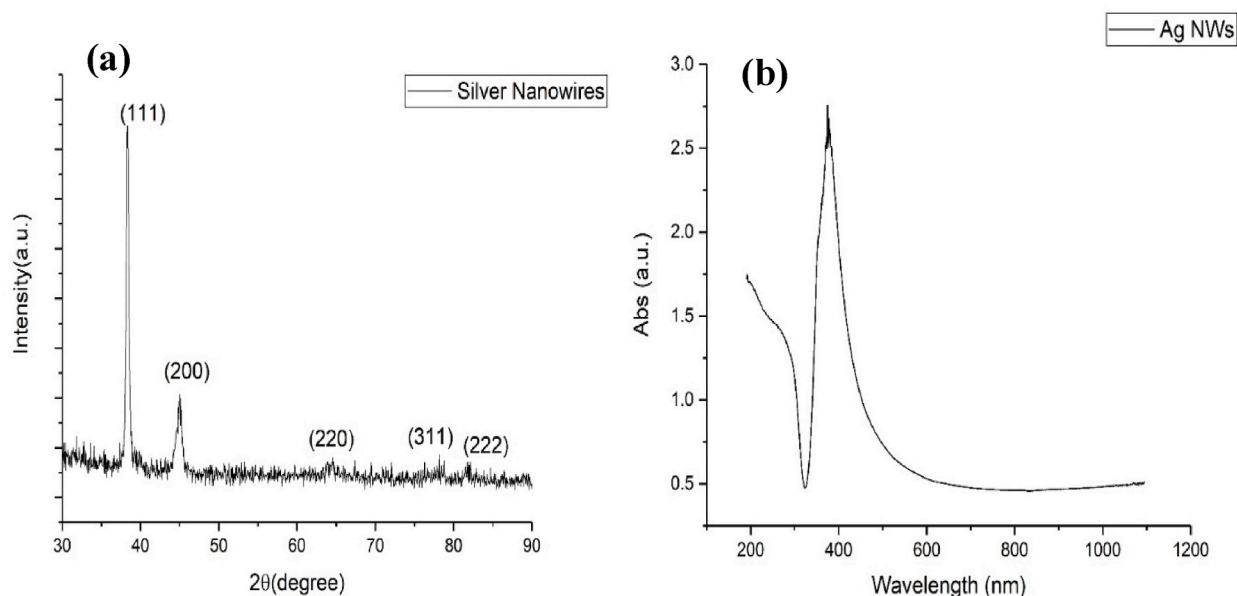 (a)
Silver Nanowires
(111)
(200)
(220)
(311)
(222)
Intensity(a.u.)
30 40 50 60 70 80 90
2θ(degree)
Ag NWs
(b)
3.0
2.5
2.0
1.5
1.0
0.5
Abs (a.u.)
200 400 600 800 1000 1200
Wavelength (nm)